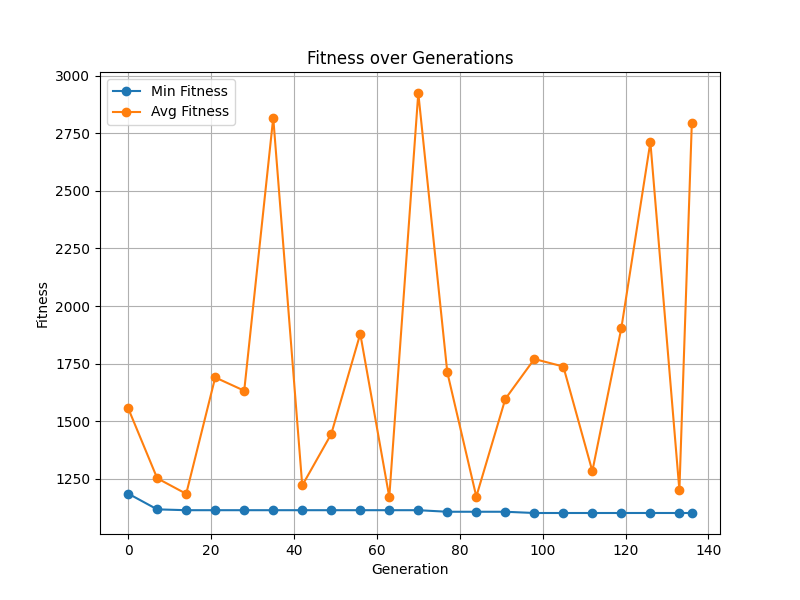 Fitness over Generations
Min Fitness
Avg Fitness
3000
2750
2500
2250
2000
1750
1500
1250
Fitness
0 20 40 60 80 100 120 140
Generation